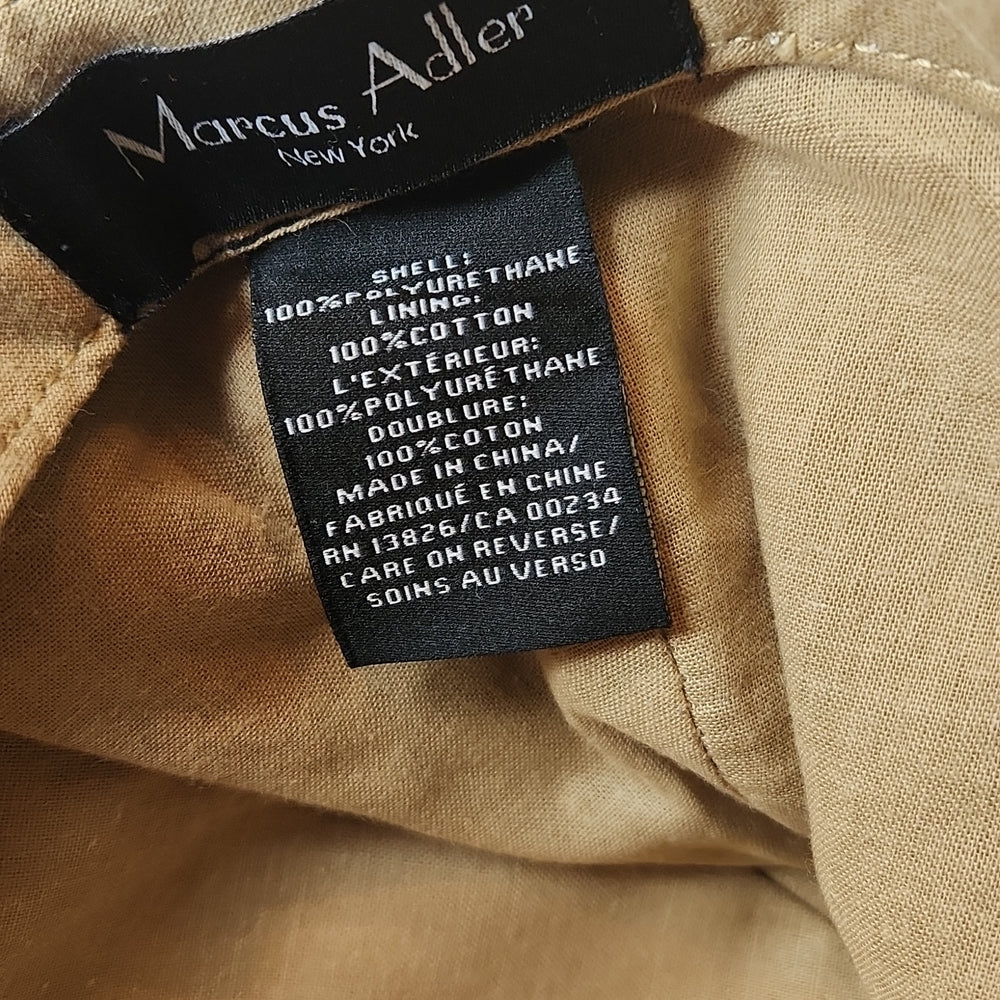 Marcus Adler
New York
SHELL:
100%POLYURETHANE
LINING:
100%COTTON
L'EXTÉRIEUR:
100%POLYURÉTHANE
DOUBLURE:
100%COTON
MADE IN CHINA/
FABRIQUÉ EN CHINE
RN 13826/CA 00234
CARE ON REVERSE/
SOINS AU VERSO